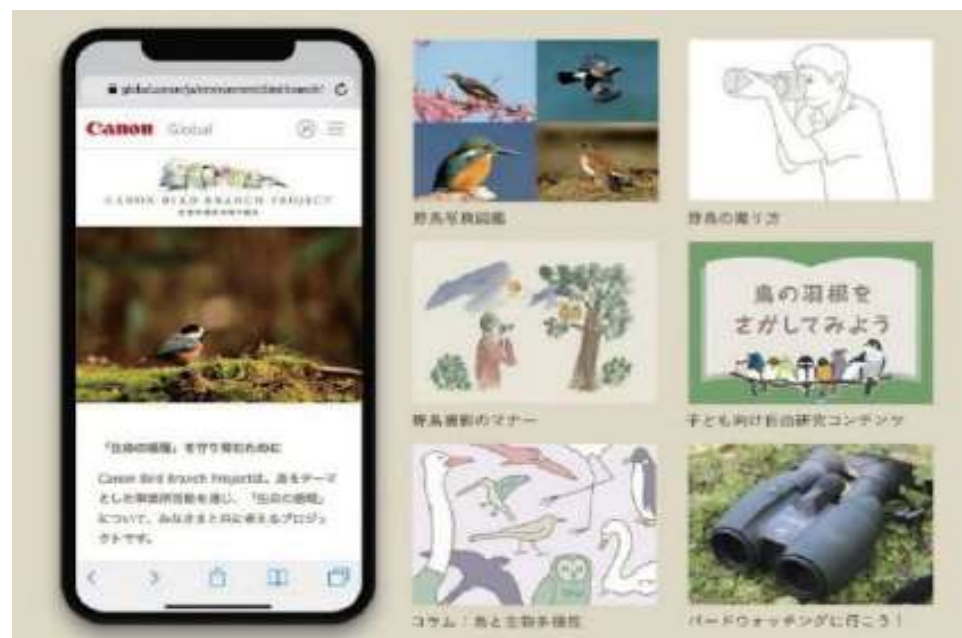 Canon Global
CANON BIRD BRANCH PROJECT
「生命の循環」を守り育むために
Canon Bird Branch Projectは、鳥をテーマ
とした事業所活動を通じ、「生命の循環」
について、みなさまと共に考えるプロジェ
クトです。
野鳥写真図鑑
野鳥の撮り方
野鳥撮影のマナー
鳥の羽根を
さがしてみよう
子ども向け自由研究コンテンツ
コラム:鳥と生物多様性
バードウォッチングに行こう!